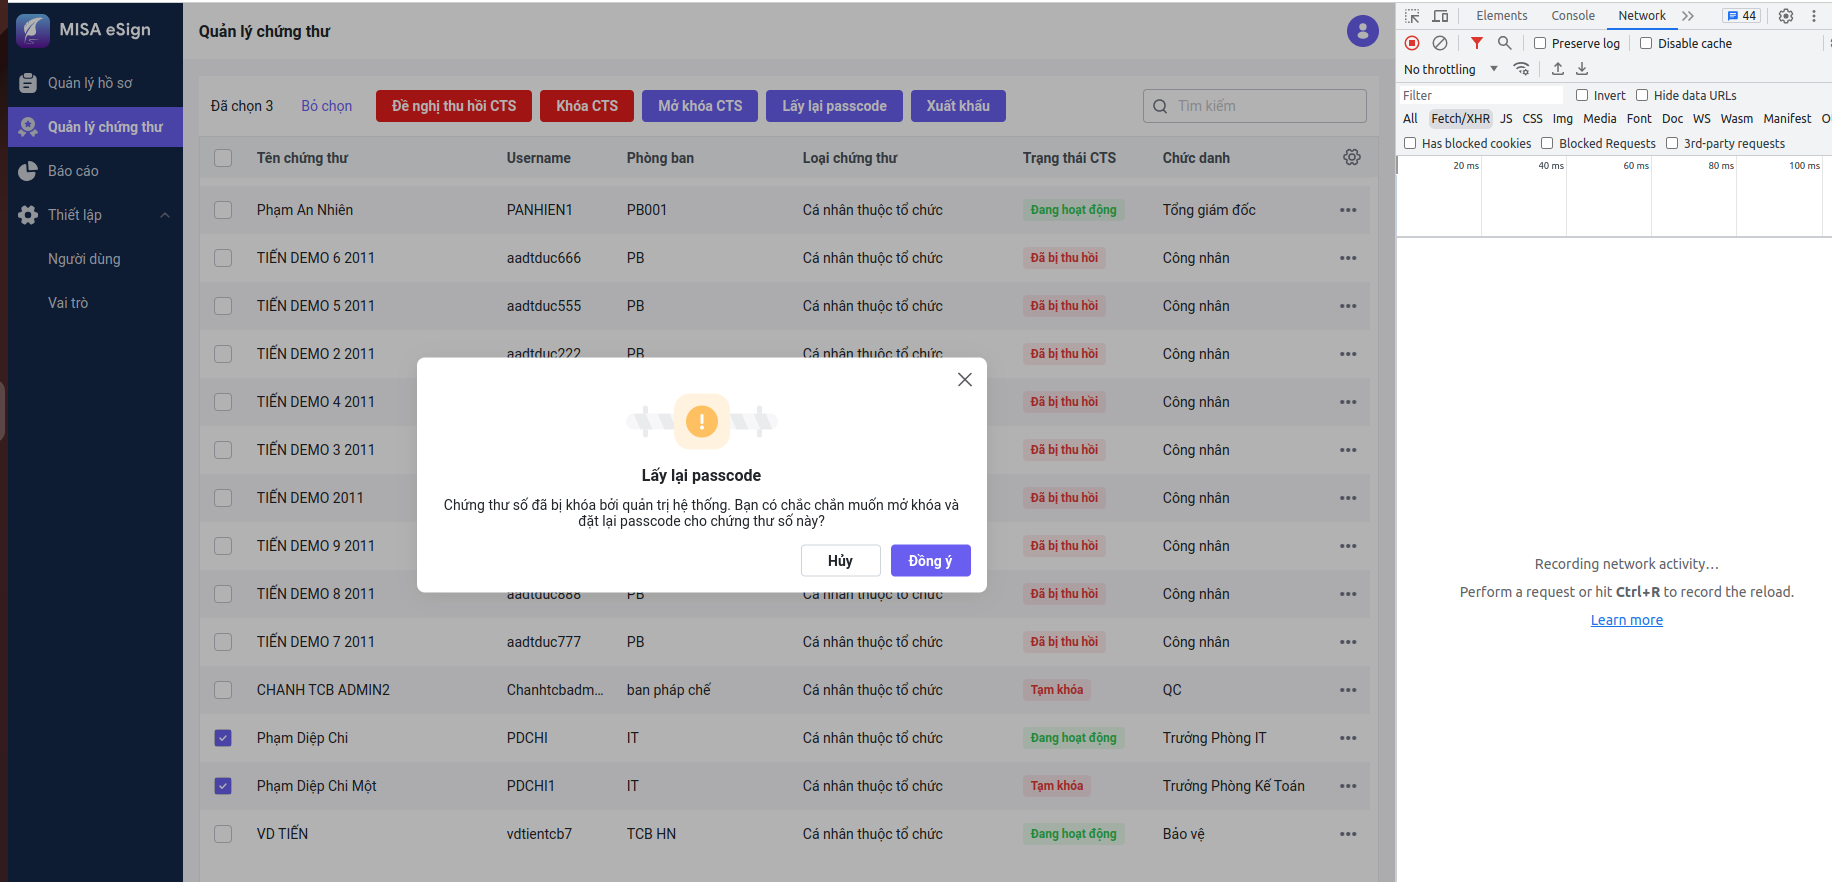 MISA eSign
Quản lý hồ sơ
Quản lý chứng thư
Báo cáo
Thiết lập
Người dùng
Vai trò
Quản lý chứng thư
Đã chọn 3 Bỏ chọn Đề nghị thu hồi CTS Khóa CTS Mở khóa CTS Lấy lại passcode Xuất khẩu Tìm kiếm
Tên chứng thư Username Phòng ban Loại chứng thư Trạng thái CTS Chức danh
Phạm An Nhiên PANHIEN1 PB001 Cá nhân thuộc tổ chức Đang hoạt động Tổng giám đốc
TIẾN DEMO 6 2011 aadtduc666 PB Cá nhân thuộc tổ chức Đã bị thu hồi Công nhân
TIẾN DEMO 5 2011 aadtduc555 PB Cá nhân thuộc tổ chức Đã bị thu hồi Công nhân
TIẾN DEMO 2 2011 aadtduc222 PB Cá nhân thuộc tổ chức Đã bị thu hồi Công nhân
TIẾN DEMO 4 2011 Đã bị thu hồi Công nhân
TIẾN DEMO 3 2011 Đã bị thu hồi Công nhân
TIẾN DEMO 2011 Đã bị thu hồi Công nhân
TIẾN DEMO 9 2011 Đã bị thu hồi Công nhân
TIẾN DEMO 8 2011 aadtduc888 PB Cá nhân thuộc tổ chức Đã bị thu hồi Công nhân
TIẾN DEMO 7 2011 aadtduc777 PB Cá nhân thuộc tổ chức Đã bị thu hồi Công nhân
CHANH TCB ADMIN2 Chanhtcbadm... ban pháp chế Cá nhân thuộc tổ chức Tạm khóa QC
Phạm Diệp Chi PDCHI IT Cá nhân thuộc tổ chức Đang hoạt động Trưởng Phòng IT
Phạm Diệp Chi Một PDCHI1 IT Cá nhân thuộc tổ chức Tạm khóa Trưởng Phòng Kế Toán
VD TIẾN vdtientcb7 TCB HN Cá nhân thuộc tổ chức Đang hoạt động Bảo vệ
Lấy lại passcode
Chứng thư số đã bị khóa bởi quản trị hệ thống. Bạn có chắc chắn muốn mở khóa và
đặt lại passcode cho chứng thư số này?
Hủy Đồng ý
Elements Console Network 44
Preserve log Disable cache
No throttling
Filter Invert Hide data URLs
All Fetch/XHR JS CSS Img Media Font Doc WS Wasm Manifest
Has blocked cookies Blocked Requests 3rd-party requests
20 ms 40 ms 60 ms 80 ms 100 ms
Recording network activity…
Perform a request or hit Ctrl+R to record the reload.
Learn more